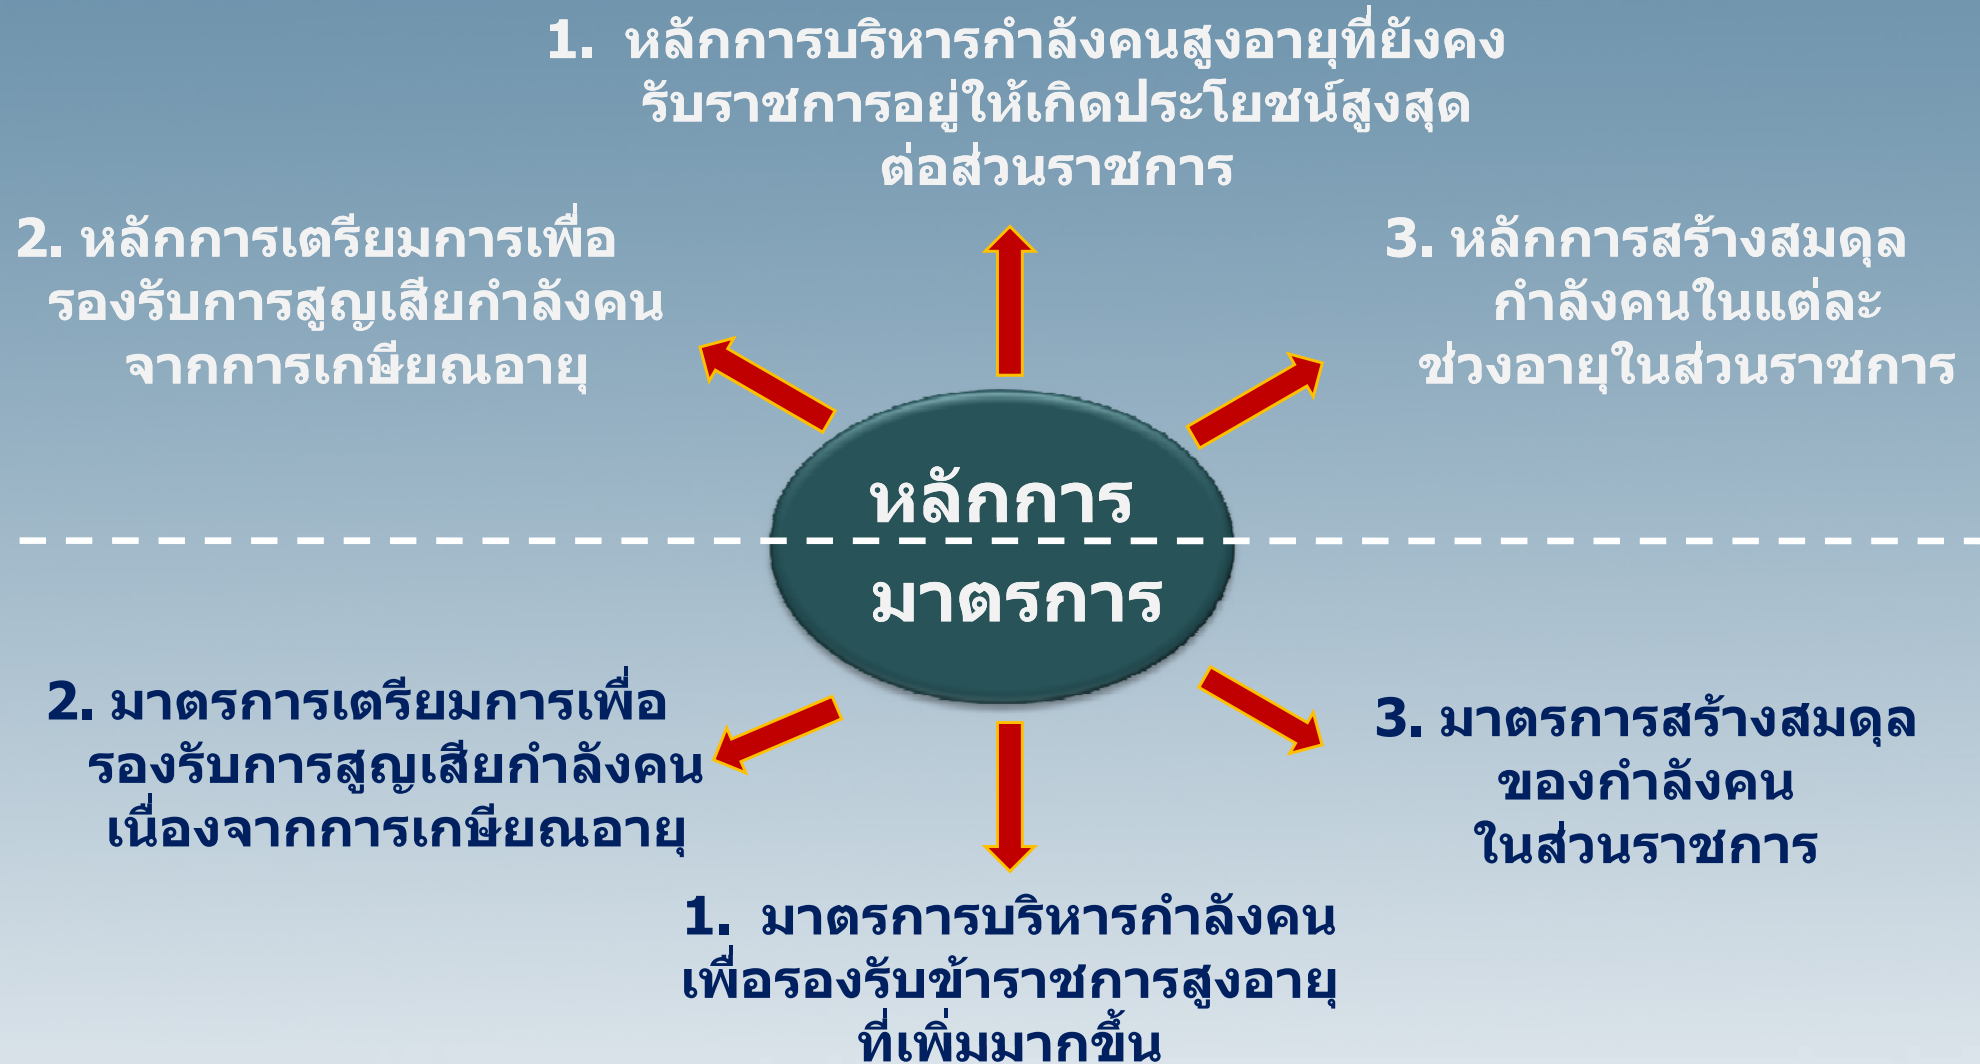 1. หลักการบริหารกำลังคนสูงอายุที่ยังคง
รับราชการอยู่ให้เกิดประโยชน์สูงสุด
ต่อส่วนราชการ
2. หลักการเตรียมการเพื่อ
รองรับการสูญเสียกำลังคน
จากการเกษียณอายุ
3. หลักการสร้างสมดุล
กำลังคนในแต่ละ
ช่วงอายุในส่วนราชการ
หลักการ
มาตรการ
2. มาตรการเตรียมการเพื่อ
รองรับการสูญเสียกำลังคน
เนื่องจากการเกษียณอายุ
3. มาตรการสร้างสมดุล
ของกำลังคน
ในส่วนราชการ
1. มาตรการบริหารกำลังคน
เพื่อรองรับข้าราชการสูงอายุ
ที่เพิ่มมากขึ้น